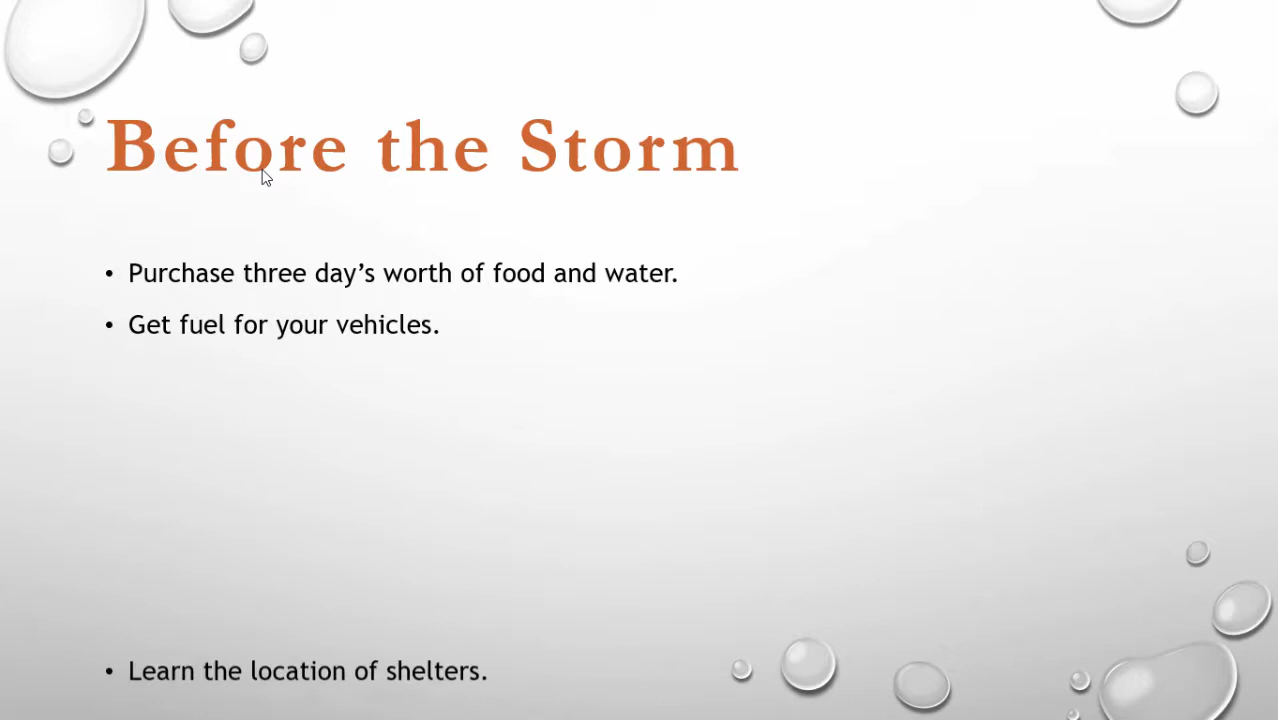 Before the Storm
• Purchase three day’s worth of food and water.
• Get fuel for your vehicles.
• Learn the location of shelters.